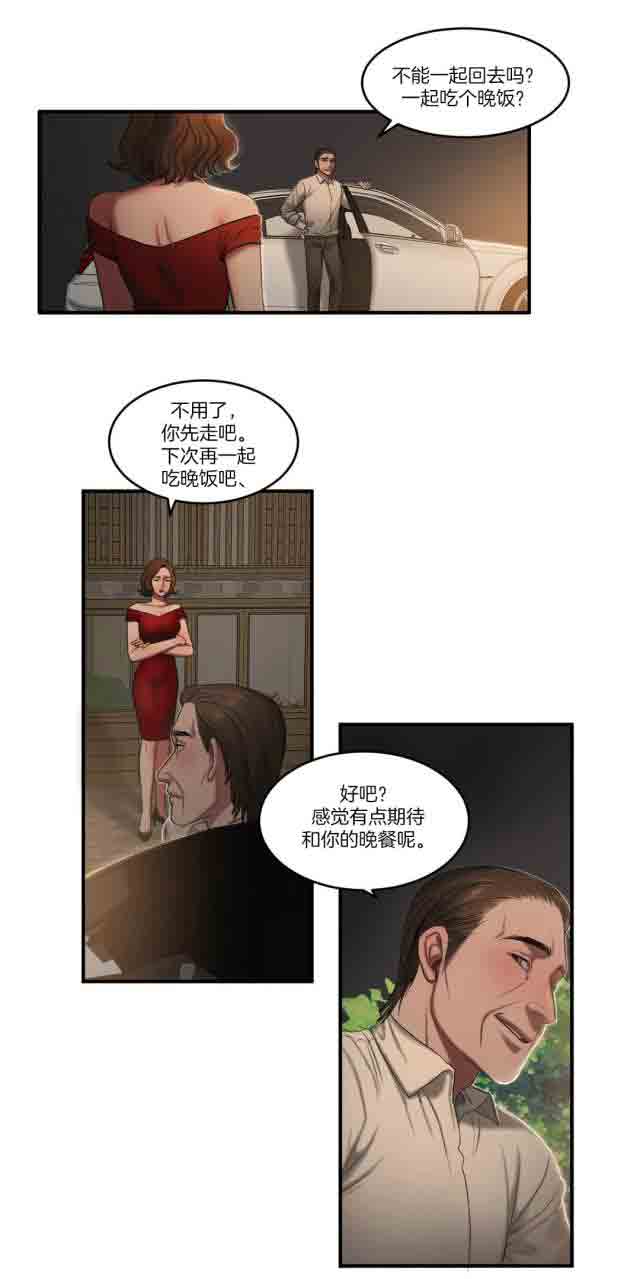 不能一起回去吗?
一起吃个晚饭?
不用了，
你先走吧。
下次再一起
吃晚饭吧、
好吧?
感觉有点期待
和你的晚餐呢。